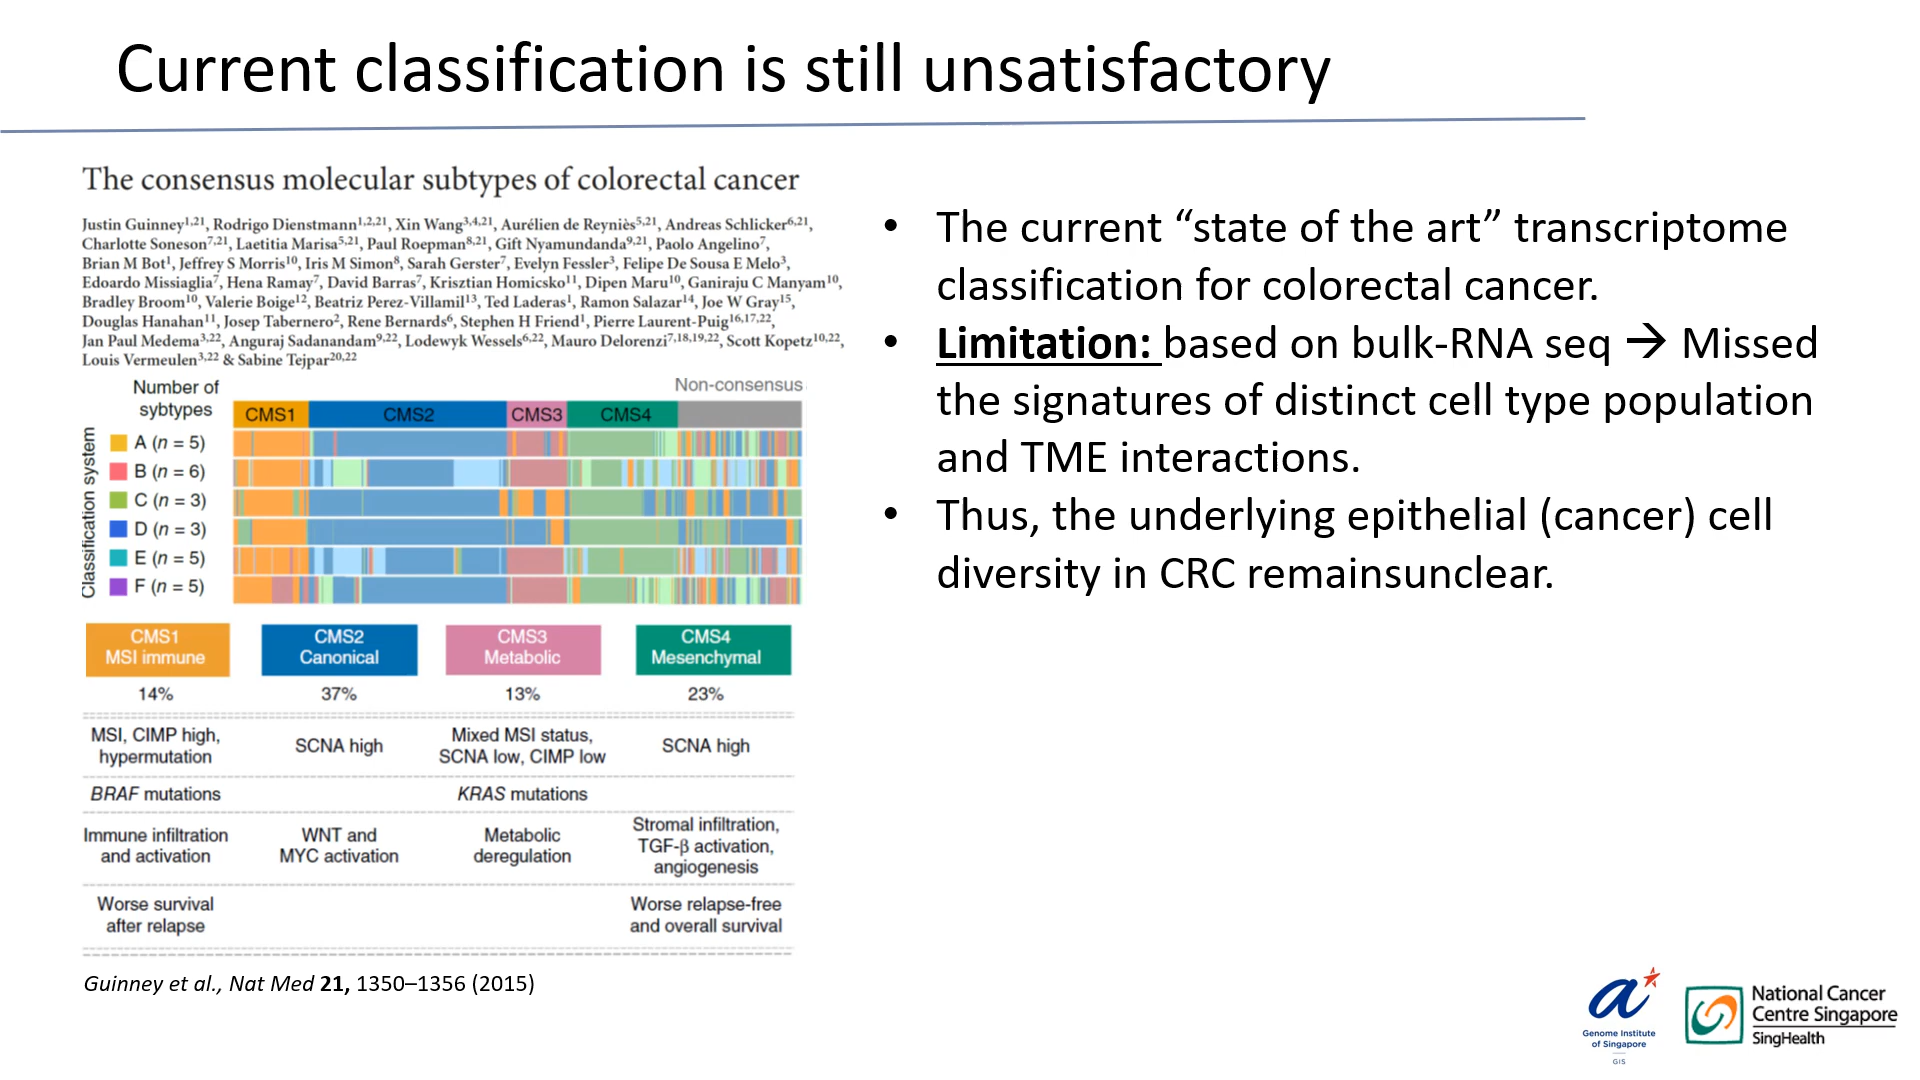 Current classification is still unsatisfactory
The consensus molecular subtypes of colorectal cancer
Justin Guinney1,21, Rodrigo Dienstmann1,2,21, Xin Wang3,4,21, Aurélien de Reyniès5,21, Andreas Schlicker6,21,
Charlotte Soneson7,21, Laetitia Marisa5,21, Paul Roepman8,21, Gift Nyamundanda9,21, Paolo Angelino7,
Brian M Bot1, Jeffrey S Morris10, Iris M Simon8, Sarah Gerster7, Evelyn Fessler3, Felipe De Sousa E Melo3,
Edoardo Missiaglia7, Hena Ramay7, David Barras7, Krisztian Homicsko11, Dipen Maru10, Ganiraju C Manyam10,
Bradley Broom10, Valerie Boige12, Beatriz Perez-Villamil13, Ted Laderas1, Ramon Salazar14, Joe W Gray15,
Douglas Hanahan11, Josep Tabernero2, Rene Bernards6, Stephen H Friend1, Pierre Laurent-Puig16,17,22,
Jan Paul Medema3,22, Anguraj Sadanandam9,22, Lodewyk Wessels6,22, Mauro Delorenzi7,18,19,22, Scott Kopetz10,22,
Louis Vermeulen3,22 & Sabine Tejpar20,22
Number of
sybtypes
Non-consensus
CMS1 CMS2 CMS3 CMS4
Classification system
A (n = 5)
B (n = 6)
C (n = 3)
D (n = 3)
E (n = 5)
F (n = 5)
CMS1 CMS2 CMS3 CMS4
MSI immune Canonical Metabolic Mesenchymal
14% 37% 13% 23%
MSI, CIMP high,
hypermutation
SCNA high
Mixed MSI status,
SCNA low, CIMP low
SCNA high
BRAF mutations
KRAS mutations
Immune infiltration
and activation
WNT and
MYC activation
Metabolic
deregulation
Stromal infiltration,
TGF-β activation,
angiogenesis
Worse survival
after relapse
Worse relapse-free
and overall survival
Guinney et al., Nat Med 21, 1350–1356 (2015)
• The current “state of the art” transcriptome
classification for colorectal cancer.
• Limitation: based on bulk-RNA seq → Missed
the signatures of distinct cell type population
and TME interactions.
• Thus, the underlying epithelial (cancer) cell
diversity in CRC remainsunclear.
a
Genome Institute
of Singapore
GIS
National Cancer
Centre Singapore
SingHealth